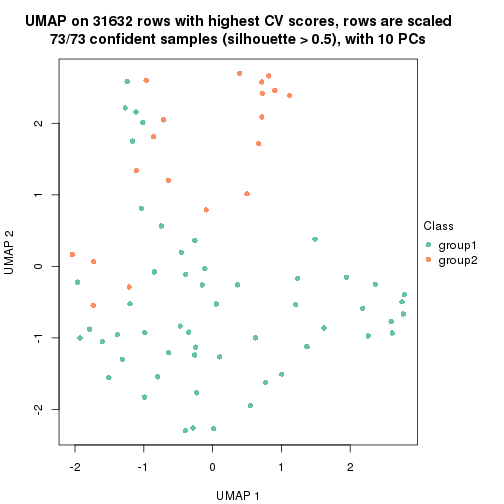 UMAP on 31632 rows with highest CV scores, rows are scaled
73/73 confident samples (silhouette > 0.5), with 10 PCs
UMAP 2
2
1
0
-1
-2
-2
-1
0
1
2
UMAP 1
Class
group1
group2